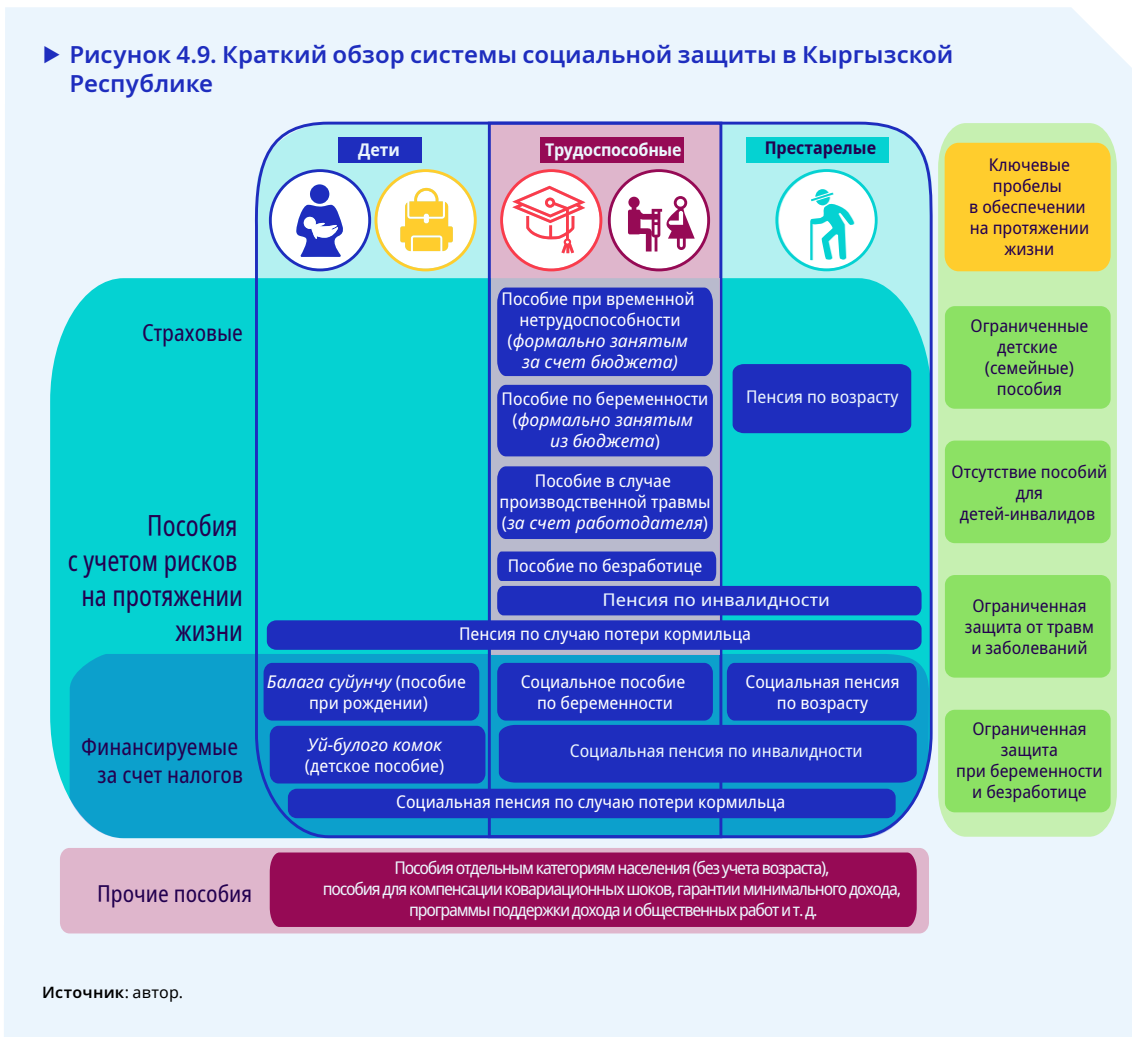 Рисунок 4.9. Краткий обзор системы социальной защиты в Кыргызской
Республике
Дети
Трудоспособные
Престарелые
Страховые
Пособия
с учетом рисков
на протяжении
жизни
Пособие при временной
нетрудоспособности
(формально занятым
за счет бюджета)
Пособие по беременности
(формально занятым
из бюджета)
Пособие в случае
производственной травмы
(за счет работодателя)
Пособие по безработице
Пенсия по возрасту
Пенсия по инвалидности
Пенсия по случаю потери кормильца
Финансируемые
за счет налогов
Балага суйунчу (пособие
при рождении)
Социальное пособие
по беременности
Социальная пенсия
по возрасту
Уй-булого комок
(детское пособие)
Социальная пенсия по инвалидности
Социальная пенсия по случаю потери кормильца
Прочие пособия
Пособия отдельным категориям населения (без учета возраста),
пособия для компенсации ковариационных шоков, гарантии минимального дохода,
программы поддержки дохода и общественных работ и т. д.
Ключевые
пробелы
в обеспечении
на протяжении
жизни
Ограниченные
детские
(семейные)
пособия
Отсутствие пособий
для
детей-инвалидов
Ограниченная
защита от травм
и заболеваний
Ограниченная
защита
при беременности
и безработице
Источник: автор.